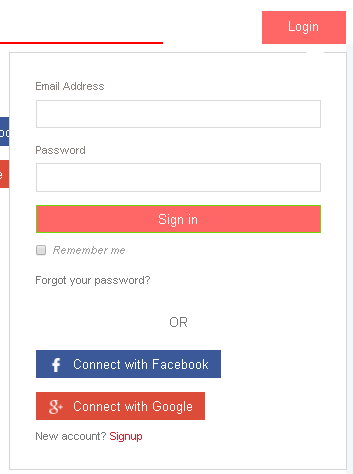 Login
Email Address
Password
Sign in
Remember me
Forgot your password?
OR
Connect with Facebook
Connect with Google
New account? Signup